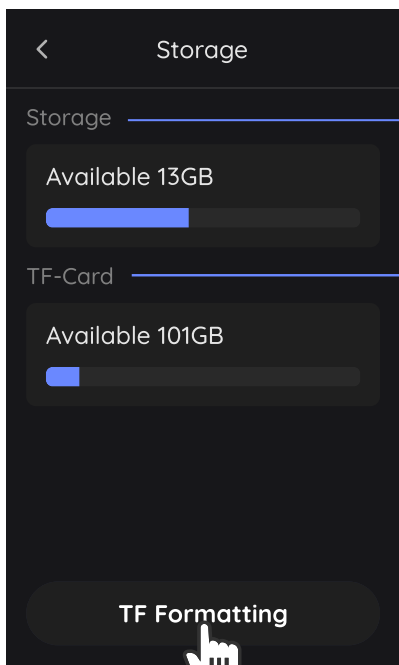 Storage
Storage
Available 13GB
TF-Card
Available 101GB
TF Formatting